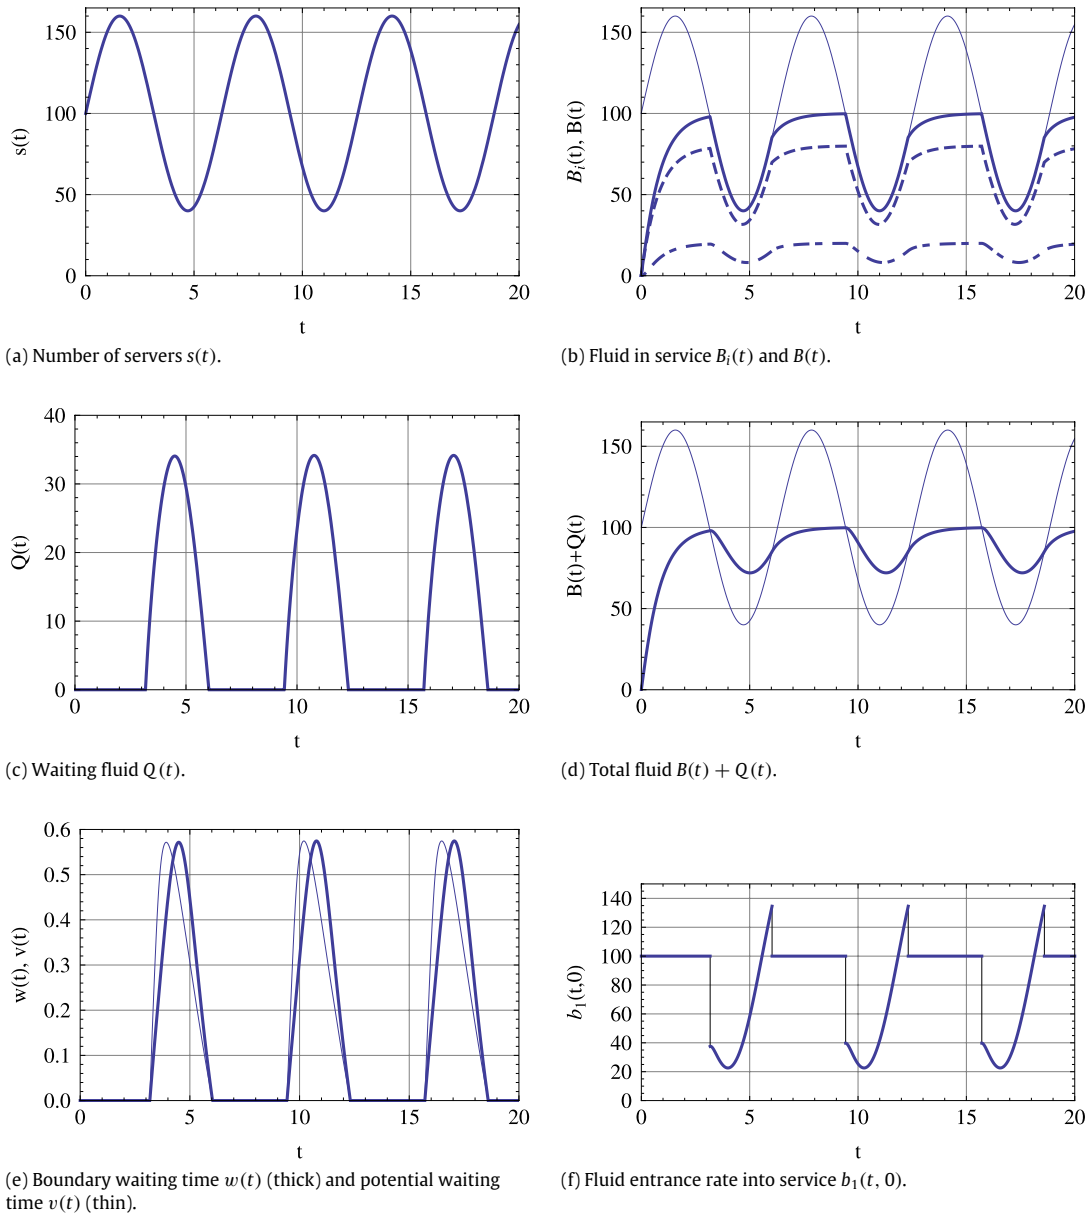 150
100
50
0
s(t)
0 5 10 15 20
t
(a) Number of servers s(t).
150
100
50
0
B_i(t), B(t)
0 5 10 15 20
t
(b) Fluid in service B_i(t) and B(t).
40
30
20
10
0
Q(t)
0 5 10 15 20
t
(c) Waiting fluid Q(t).
150
100
50
0
B(t)+Q(t)
0 5 10 15 20
t
(d) Total fluid B(t) + Q(t).
0.6
0.5
0.4
0.3
0.2
0.1
0.0
w(t), v(t)
0 5 10 15 20
t
(e) Boundary waiting time w(t) (thick) and potential waiting
time v(t) (thin).
140
120
100
80
60
40
20
0
b_1(t,0)
0 5 10 15 20
t
(f) Fluid entrance rate into service b_1(t, 0).